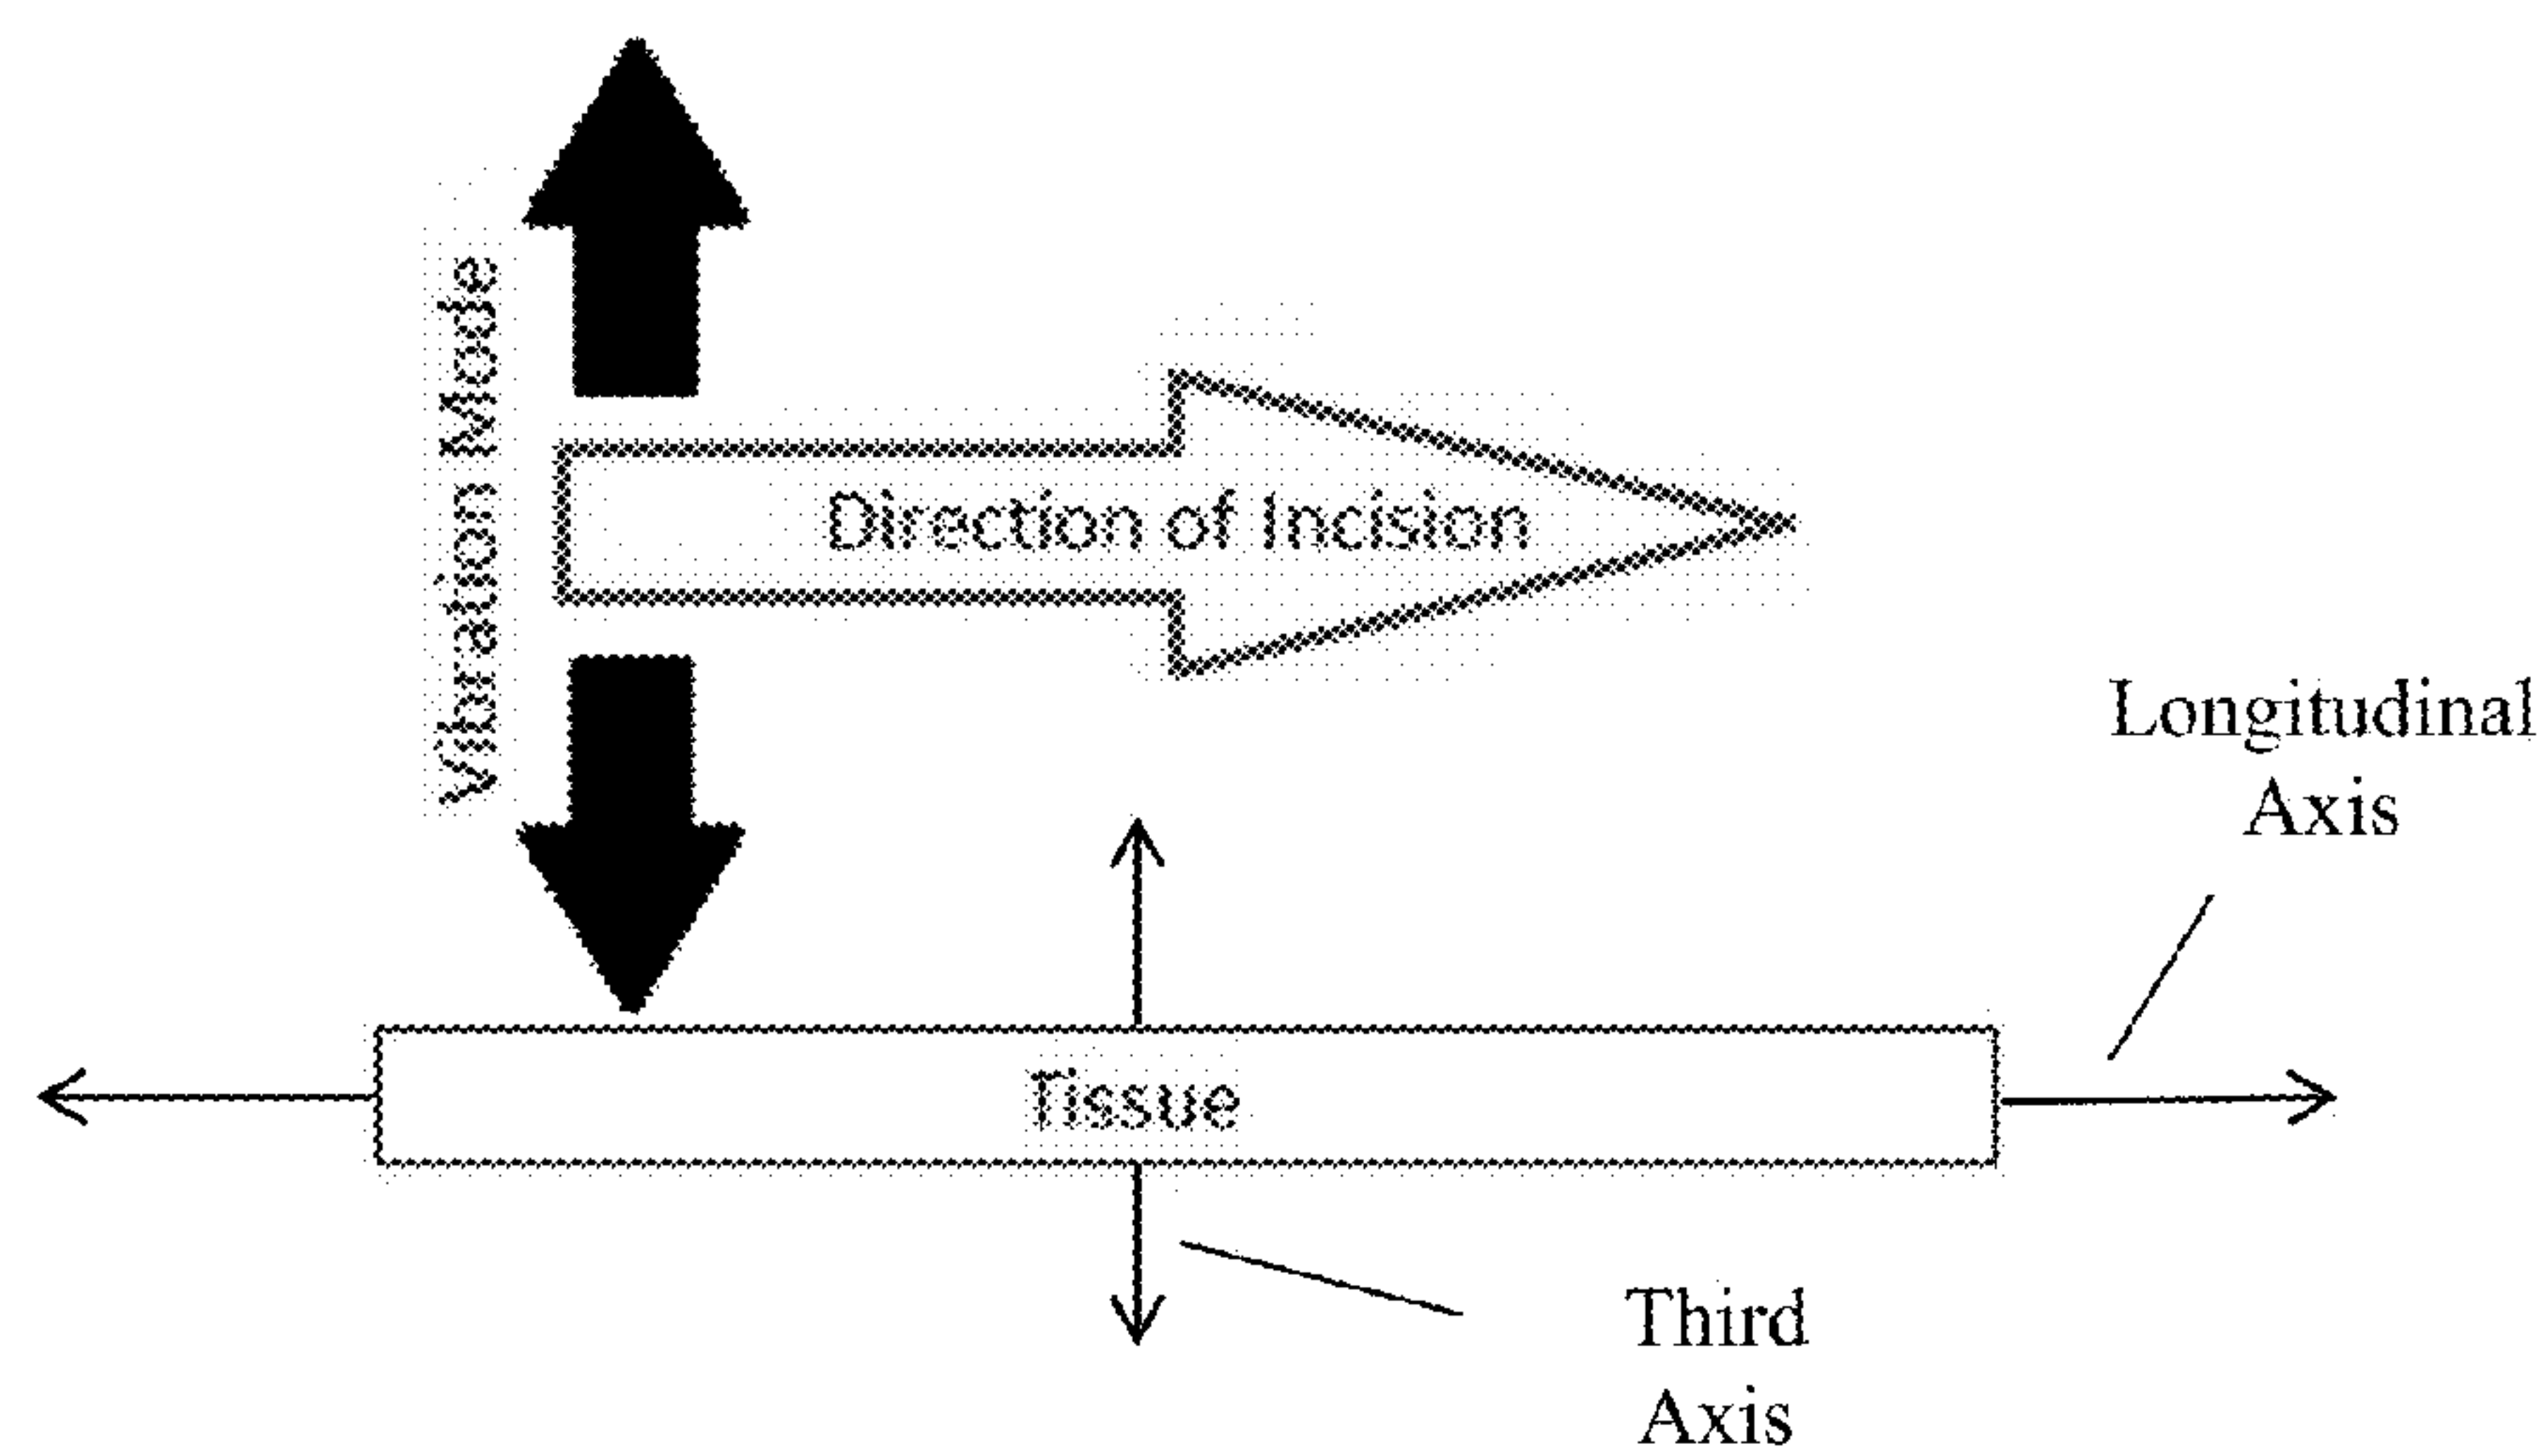 Vibration Mode
Direction of Incision
Longitudinal
Axis
Tissue
Third
Axis